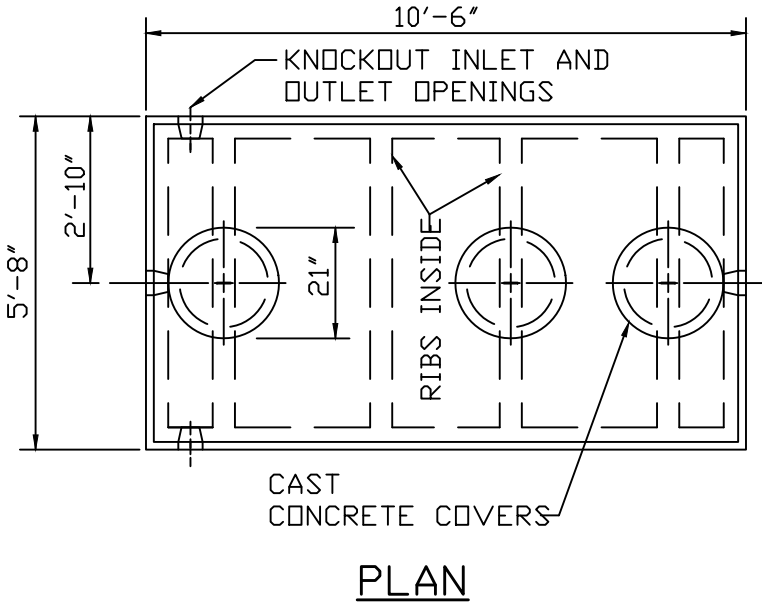 10'-6"
KNOCKOUT INLET AND
OUTLET OPENINGS
2'-10"
5'-8"
21"
RIBS INSIDE
CAST
CONCRETE COVERS
PLAN